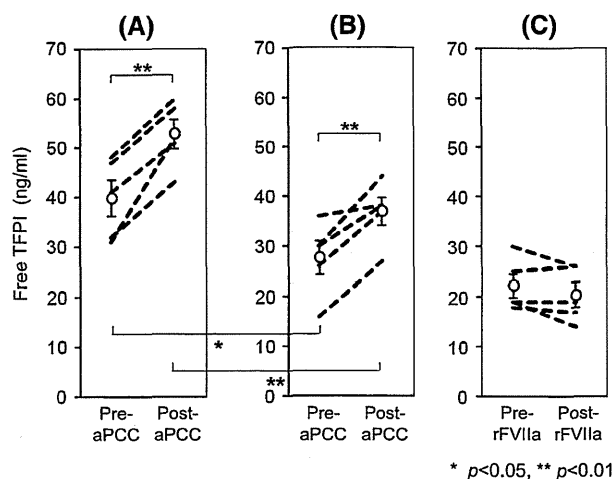 (A) (B) (C)
70 70 70
** 
60 60 60
**
50 50 50
40 40 40
30 30 30
20 20 20
10 10 10
*
**
0 0 0
Free TFPI (ng/ml)
Pre- Post- Pre- Post- Pre- Post-
aPCC aPCC aPCC aPCC rFVIIa rFVIIa
* p<0.05, ** p<0.01